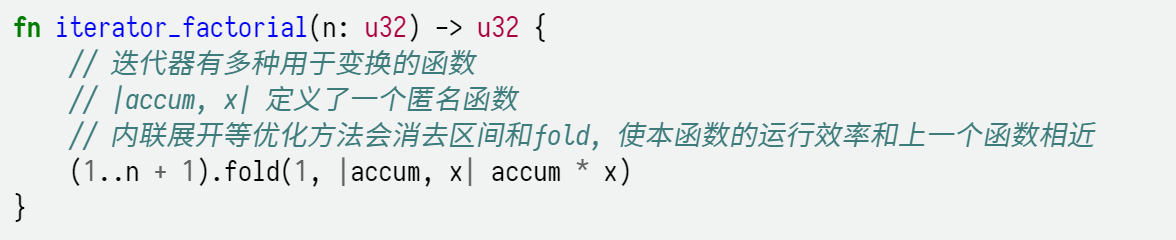 fn iterator_factorial(n: u32) -> u32 {
    // 迭代器有多种用于变换的函数
    // |accum, x| 定义了一个匿名函数
    // 内联展开等优化方法会消去区间和fold, 使本函数的运行效率和上一个函数相近
    (1..n + 1).fold(1, |accum, x| accum * x)
}